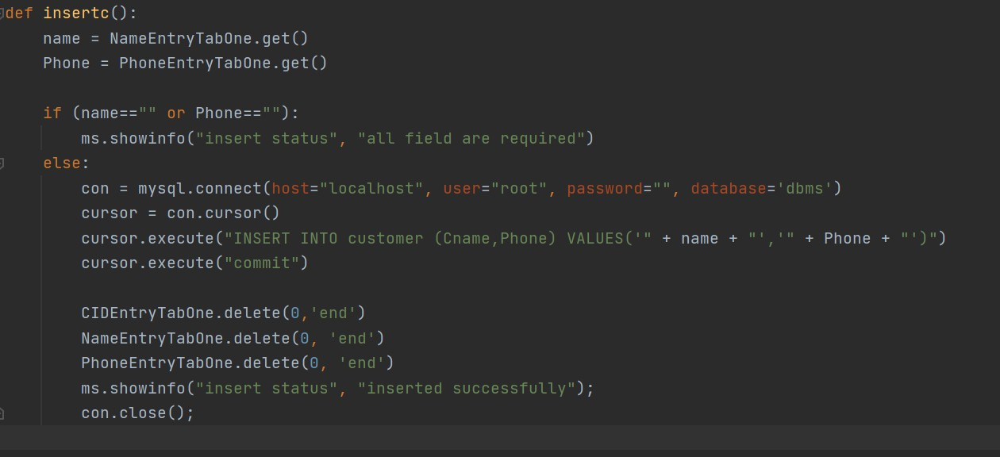 def insertc():
    name = NameEntryTabOne.get()
    Phone = PhoneEntryTabOne.get()

    if (name=="" or Phone==""):
        ms.showinfo("insert status", "all field are required")
    else:
        con = mysql.connect(host="localhost", user="root", password="", database='dbms')
        cursor = con.cursor()
        cursor.execute("INSERT INTO customer (Cname,Phone) VALUES('" + name + "','" + Phone + "')")
        cursor.execute("commit")

        CIDEntryTabOne.delete(0,'end')
        NameEntryTabOne.delete(0, 'end')
        PhoneEntryTabOne.delete(0, 'end')
        ms.showinfo("insert status", "inserted successfully");
        con.close();